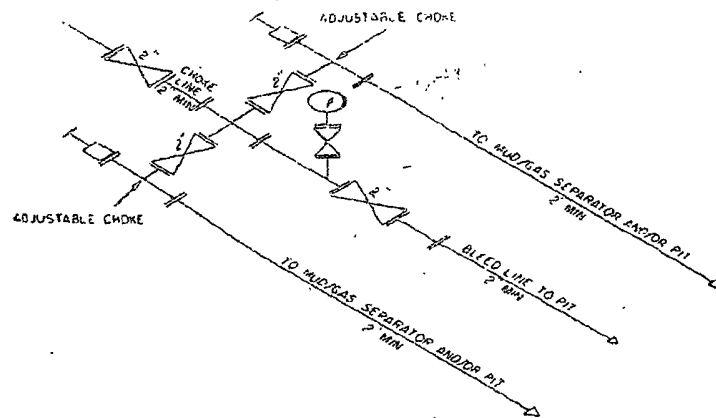 ADJUSTABLE CHOKE
2"
CHOKE
LINE
2" MIN
2"
2"
ADJUSTABLE CHOKE
2"
TO MUD/GAS SEPARATOR AND/OR PIT
2' MIN
BLEED LINE TO PIT
2' MIN
TO MUD/GAS SEPARATOR AND/OR PIT
2' MIN